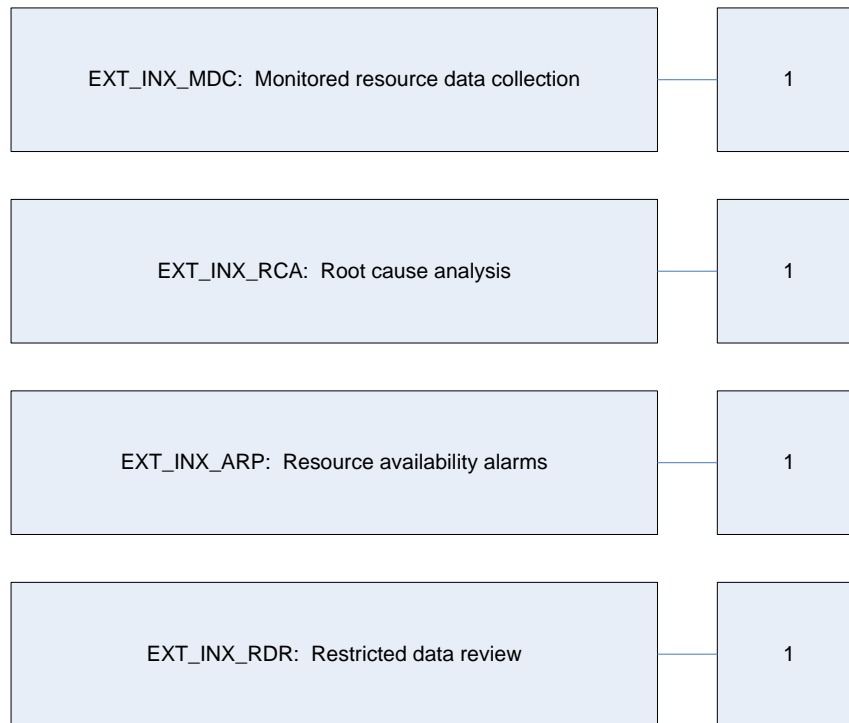 EXT_INX_MDC:  Monitored resource data collection 1
EXT_INX_RCA:  Root cause analysis 1
EXT_INX_ARP:  Resource availability alarms 1
EXT_INX_RDR:  Restricted data review 1